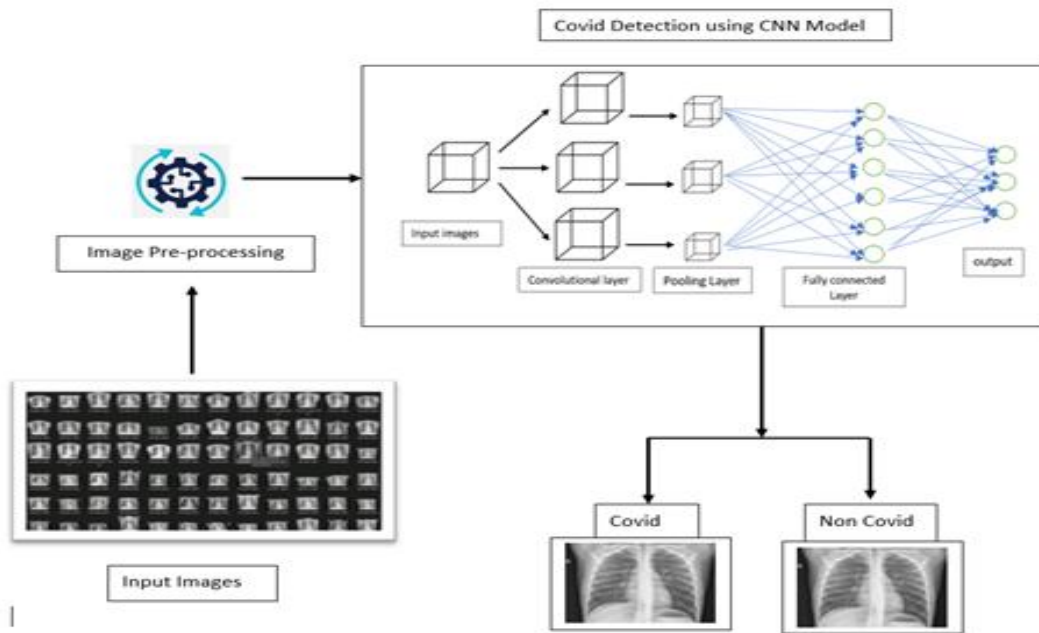 Covid Detection using CNN Model
Input images
Convolutional layer
Pooling Layer
Fully connected
Layer
output
Image Pre-processing
Input Images
Covid
Non Covid